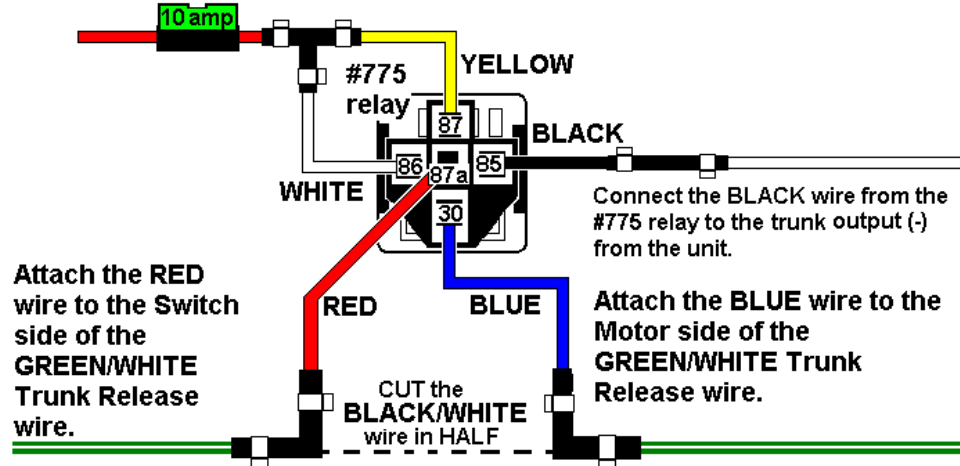 10 amp
#775
relay
YELLOW
87
BLACK
86
85
87a
WHITE
30
Connect the BLACK wire from the
#775 relay to the trunk output (-)
from the unit.
Attach the RED
wire to the Switch
side of the
GREEN/WHITE
Trunk Release
wire.
RED
BLUE
Attach the BLUE wire to the
Motor side of the
GREEN/WHITE Trunk
Release wire.
CUT the
BLACK/WHITE
wire in HALF